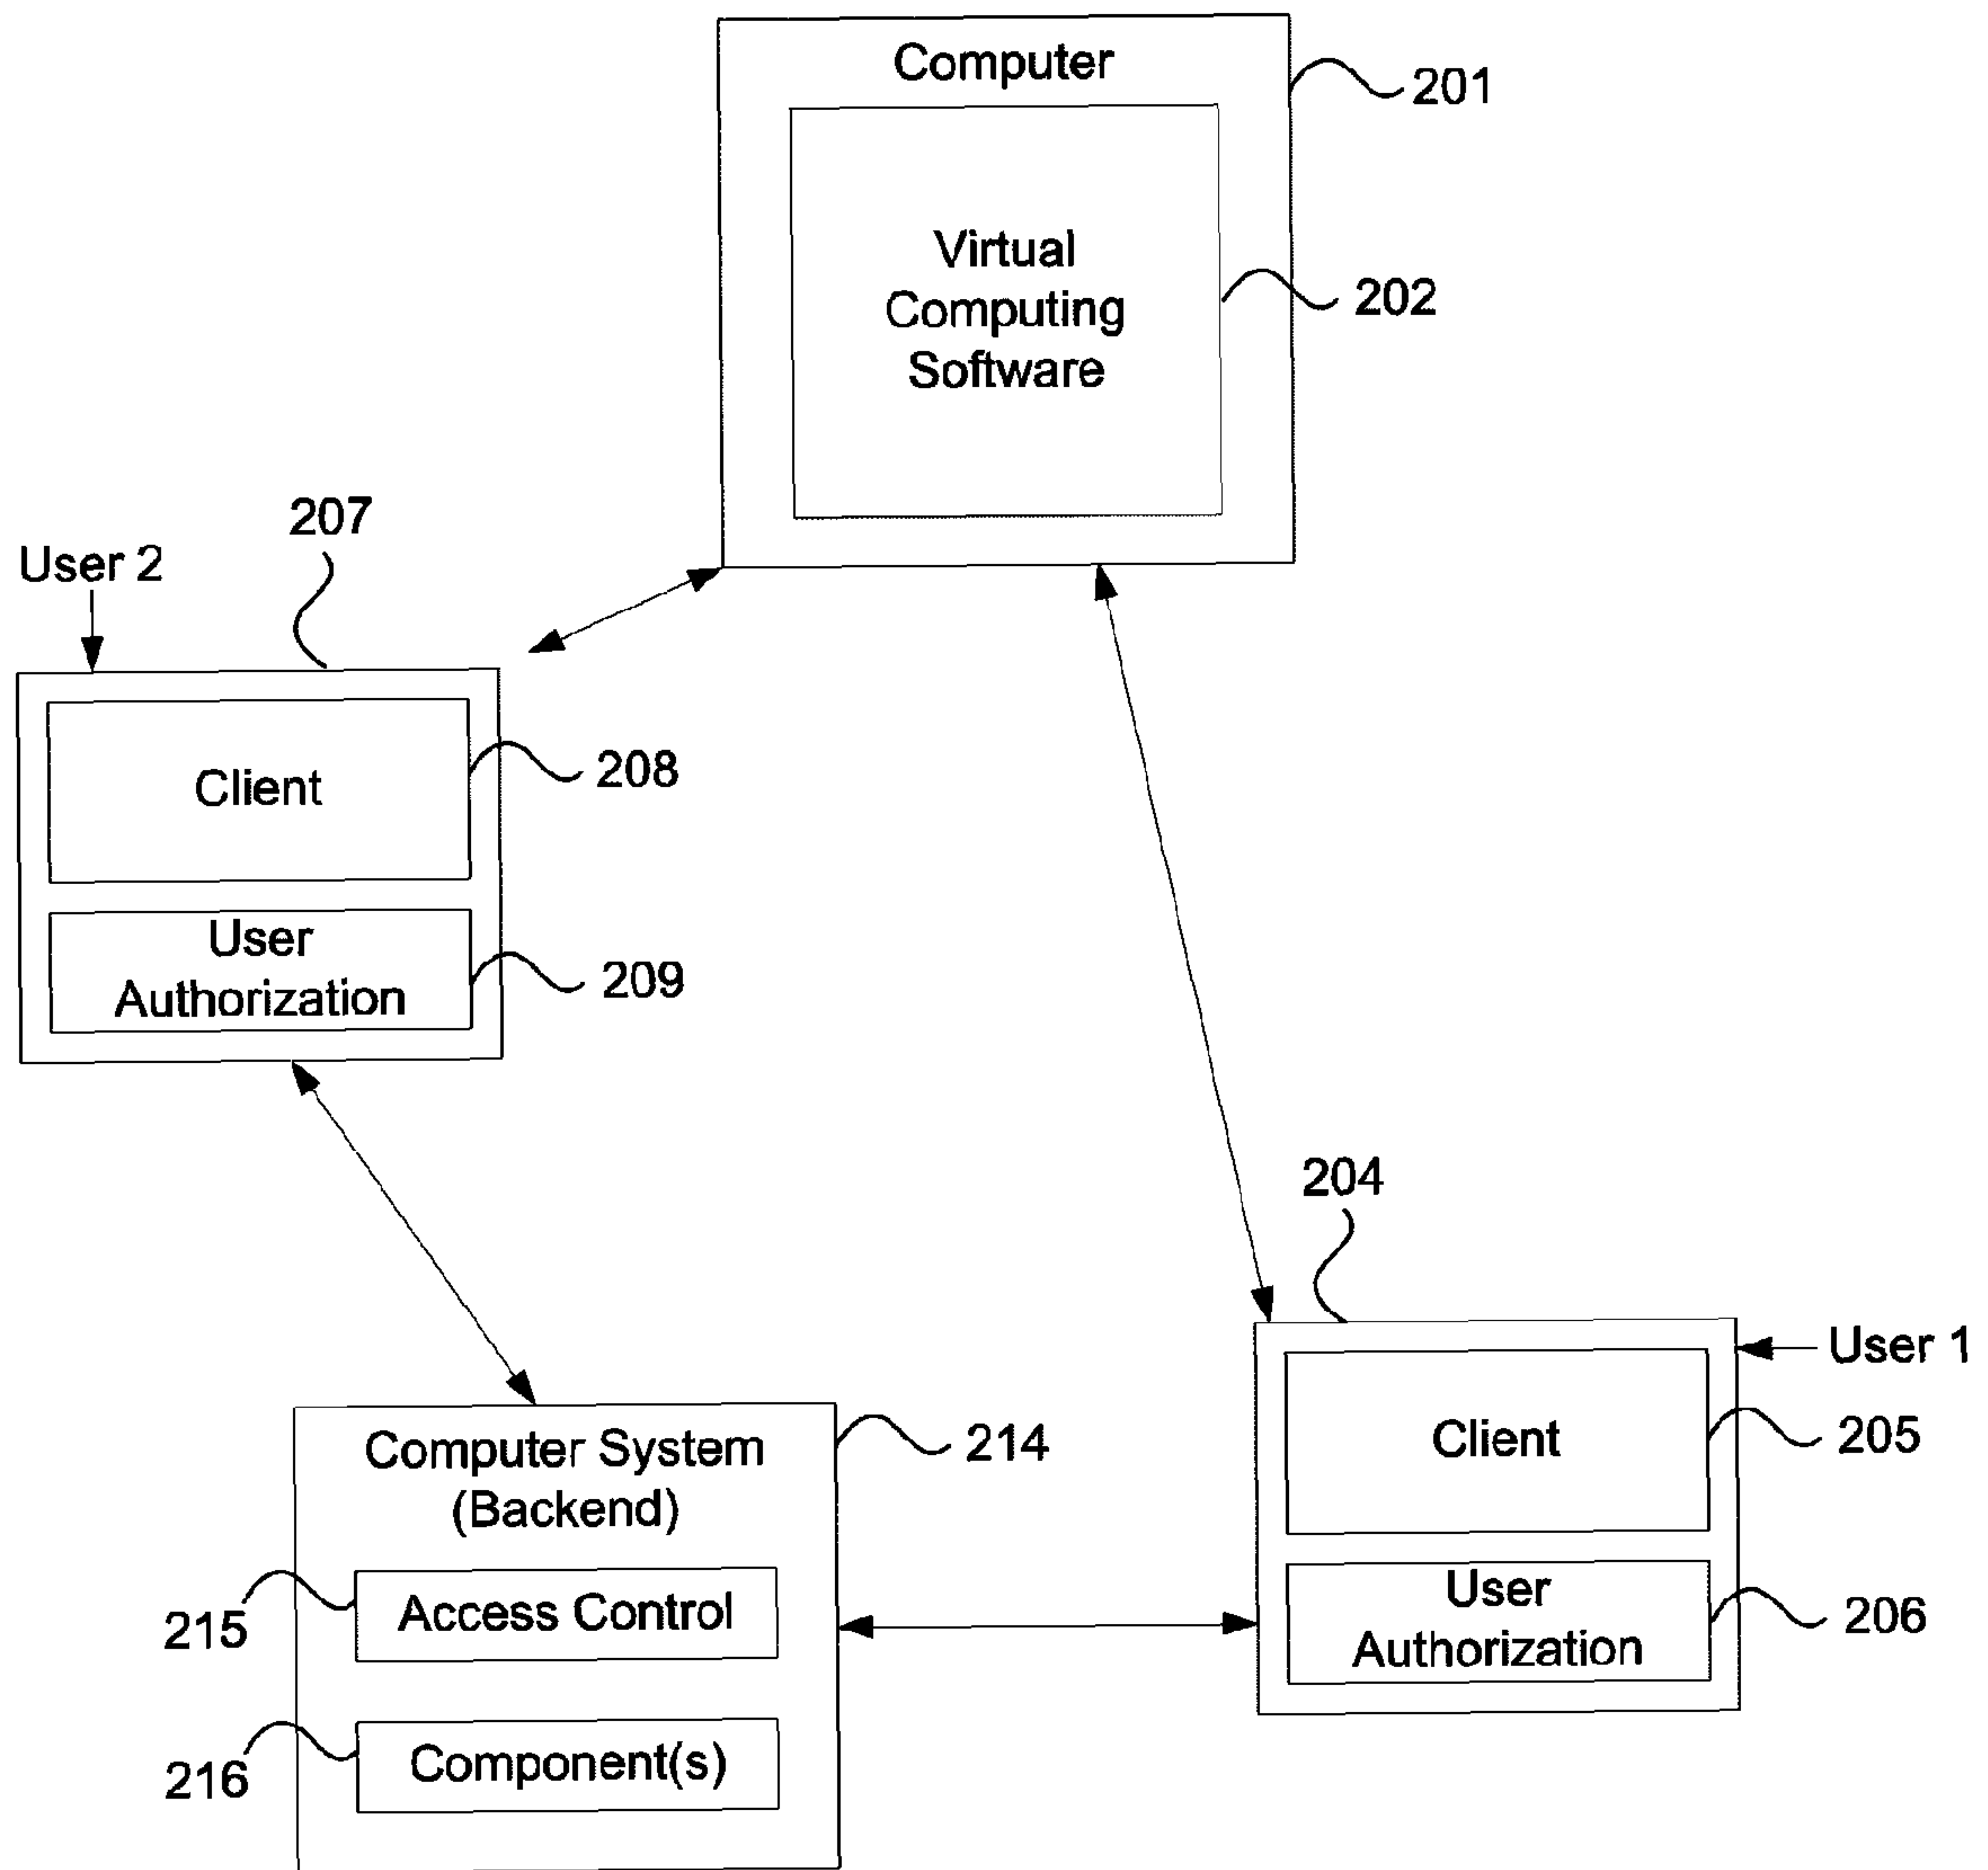 Computer
201
Virtual
Computing
Software
202
207
User 2
Client
208
User
Authorization
209
204
User 1
Client
205
User
Authorization
206
Computer System
(Backend)
214
Access Control
215
Component(s)
216